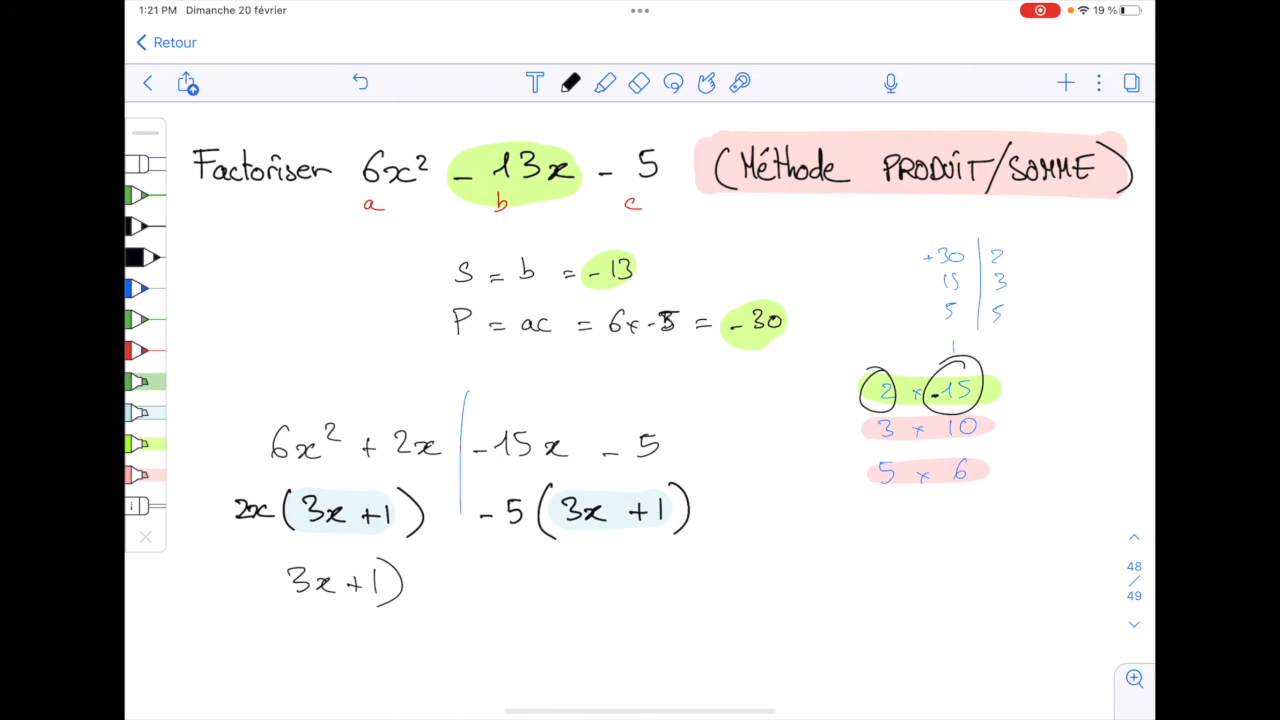 1:21 PM Dimanche 20 février
19 %
Retour
Factoriser 6x² - 13x - 5 (Méthode PRODUIT/SOMME)
a b c
S = b = -13
P = ac = 6x-5 = -30
+30 | 2
15 | 3
5 | 5
1
2 x -15
3 x 10
5 x 6
6x² + 2x | -15x - 5
2x (3x + 1) - 5 (3x + 1)
3x + 1)
48
/
49